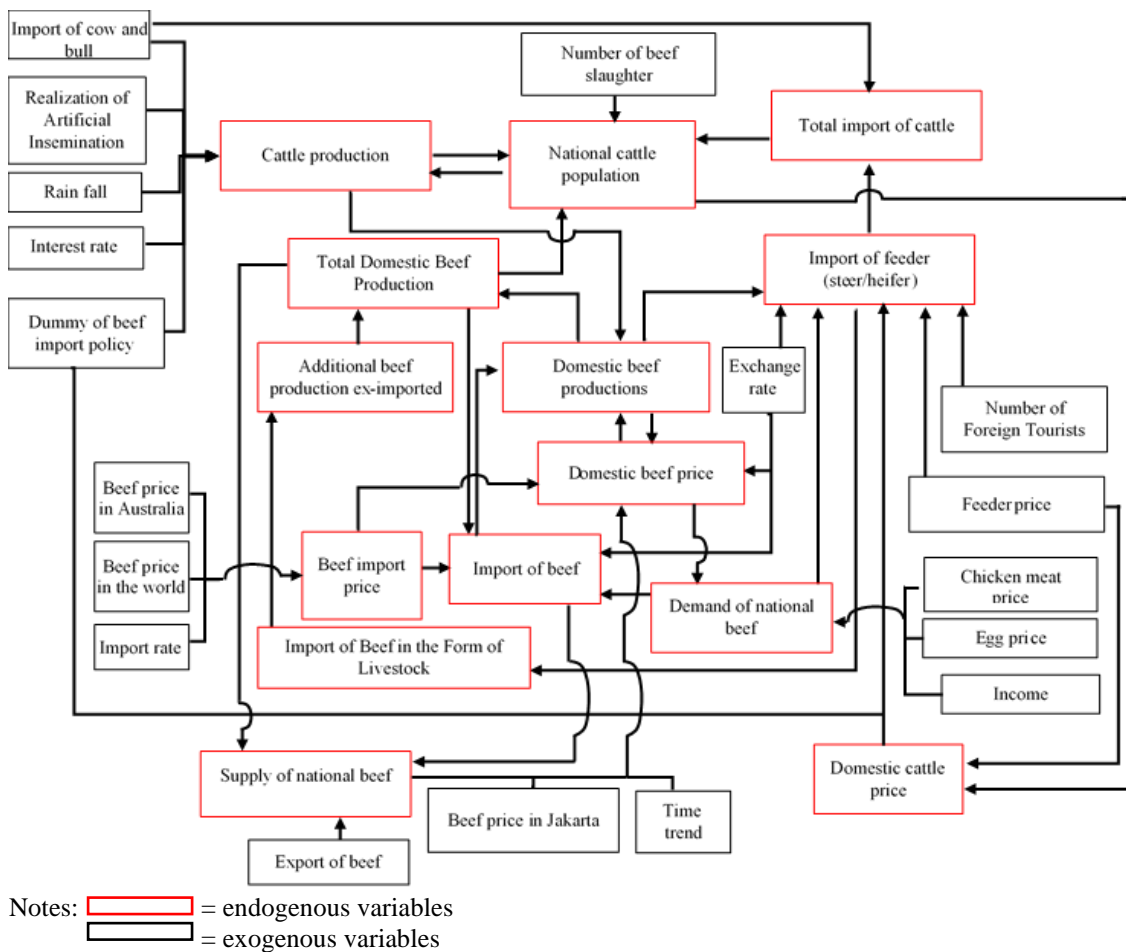 Import of cow and
bull
Number of beef
slaughter
Realization of
Artificial
Insemination
Total import of cattle
Cattle production
National cattle
population
Rain fall
Interest rate
Total Domestic Beef
Production
Import of feeder
(steer/heifer)
Dummy of beef
import policy
Additional beef
production ex-imported
Domestic beef
productions
Exchange
rate
Number of
Foreign Tourists
Domestic beef price
Beef price
in Australia
Feeder price
Beef price
in the world
Beef import
price
Import of beef
Chicken meat
price
Demand of national
beef
Egg price
Import rate
Import of Beef in the Form of
Livestock
Income
Supply of national beef
Domestic cattle
price
Beef price in Jakarta
Time
trend
Export of beef
Notes:
= endogenous variables
= exogenous variables